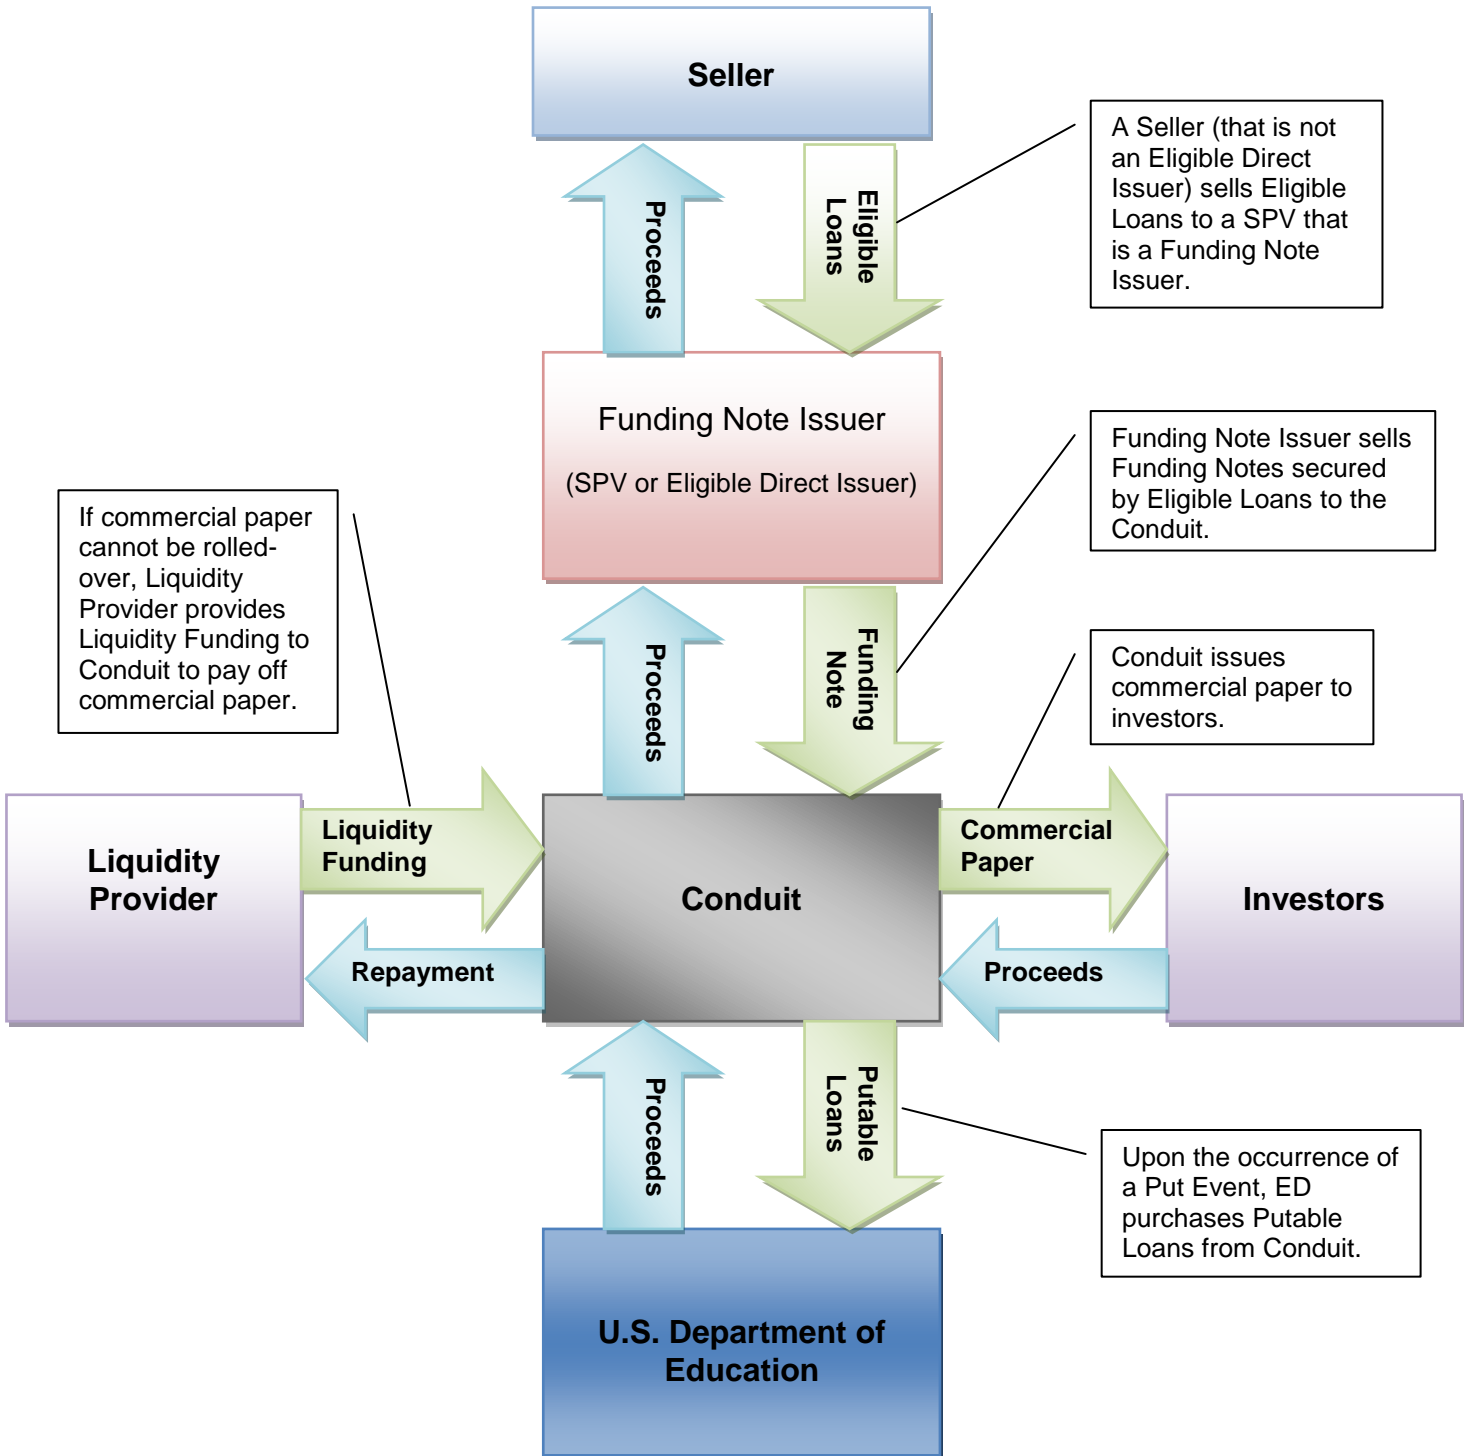 Seller
A Seller (that is not
an Eligible Direct
Issuer) sells Eligible
Loans to a SPV that
is a Funding Note
Issuer.
Proceeds
Eligible
Loans
Funding Note Issuer
(SPV or Eligible Direct Issuer)
Funding Note Issuer sells
Funding Notes secured
by Eligible Loans to the
Conduit.
If commercial paper
cannot be rolled-
over, Liquidity
Provider provides
Liquidity Funding to
Conduit to pay off
commercial paper.
Proceeds
Funding
Note
Conduit issues
commercial paper to
investors.
Liquidity
Provider
Liquidity
Funding
Repayment
Conduit
Commercial
Paper
Proceeds
Investors
Proceeds
Putable
Loans
Upon the occurrence of
a Put Event, ED
purchases Putable
Loans from Conduit.
U.S. Department of
Education